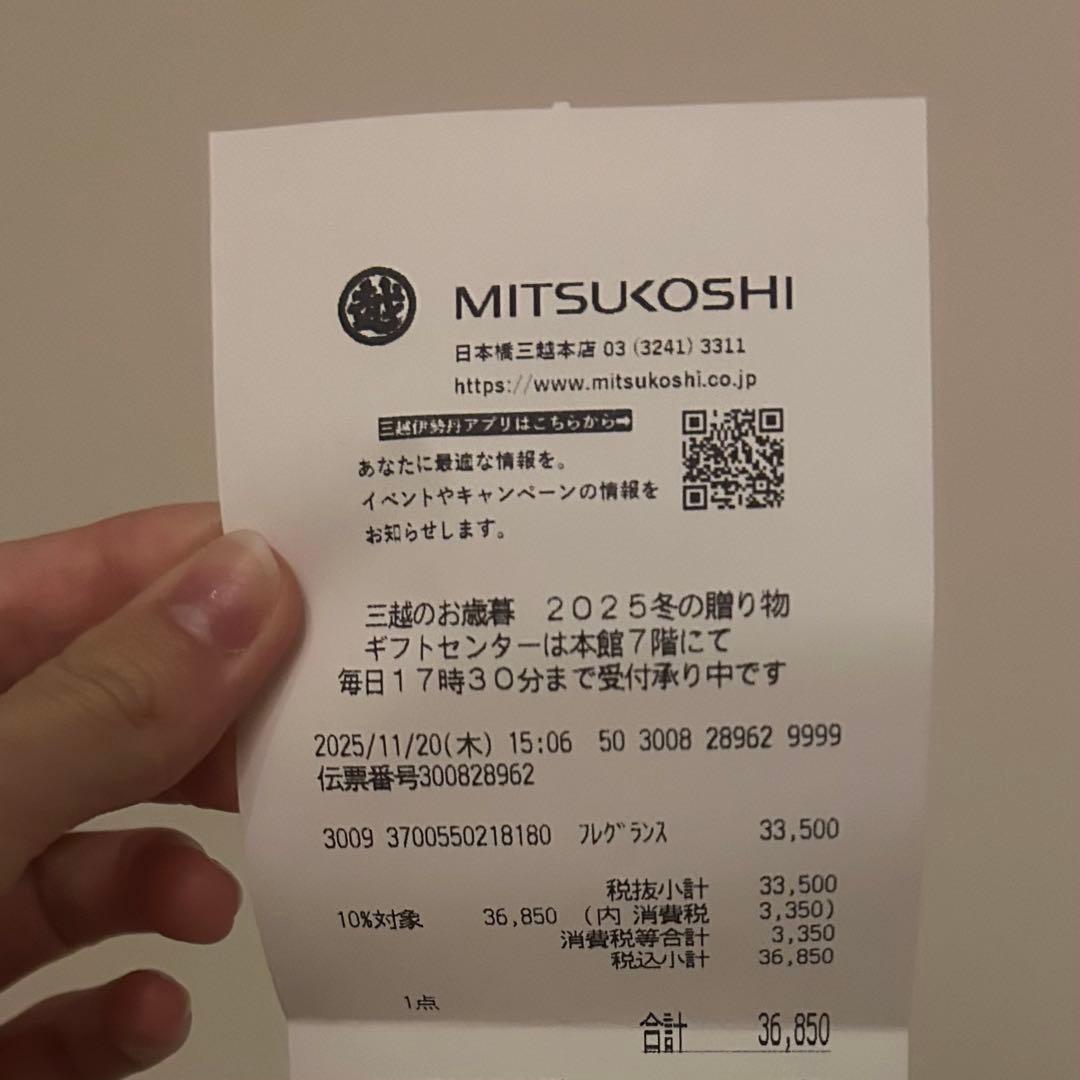 越 MITSUKOSHI
日本橋三越本店 03 (3241) 3311
https://www.mitsukoshi.co.jp
三越伊勢丹アプリはこちらから➡
あなたに最適な情報を。
イベントやキャンペーンの情報を
お知らせします。
三越のお歳暮　２０２５冬の贈り物
ギフトセンターは本館７階にて
毎日１７時３０分まで受付承り中です
2025/11/20(木) 15:06 50 3008 28962 9999
伝票番号300828962
3009 3700550218180 ﾌﾚｸﾞﾗﾝｽ 33,500
税抜小計 33,500
10%対象 36,850 (内 消費税 3,350)
消費税等合計 3,350
税込小計 36,850
1点
合計 36,850